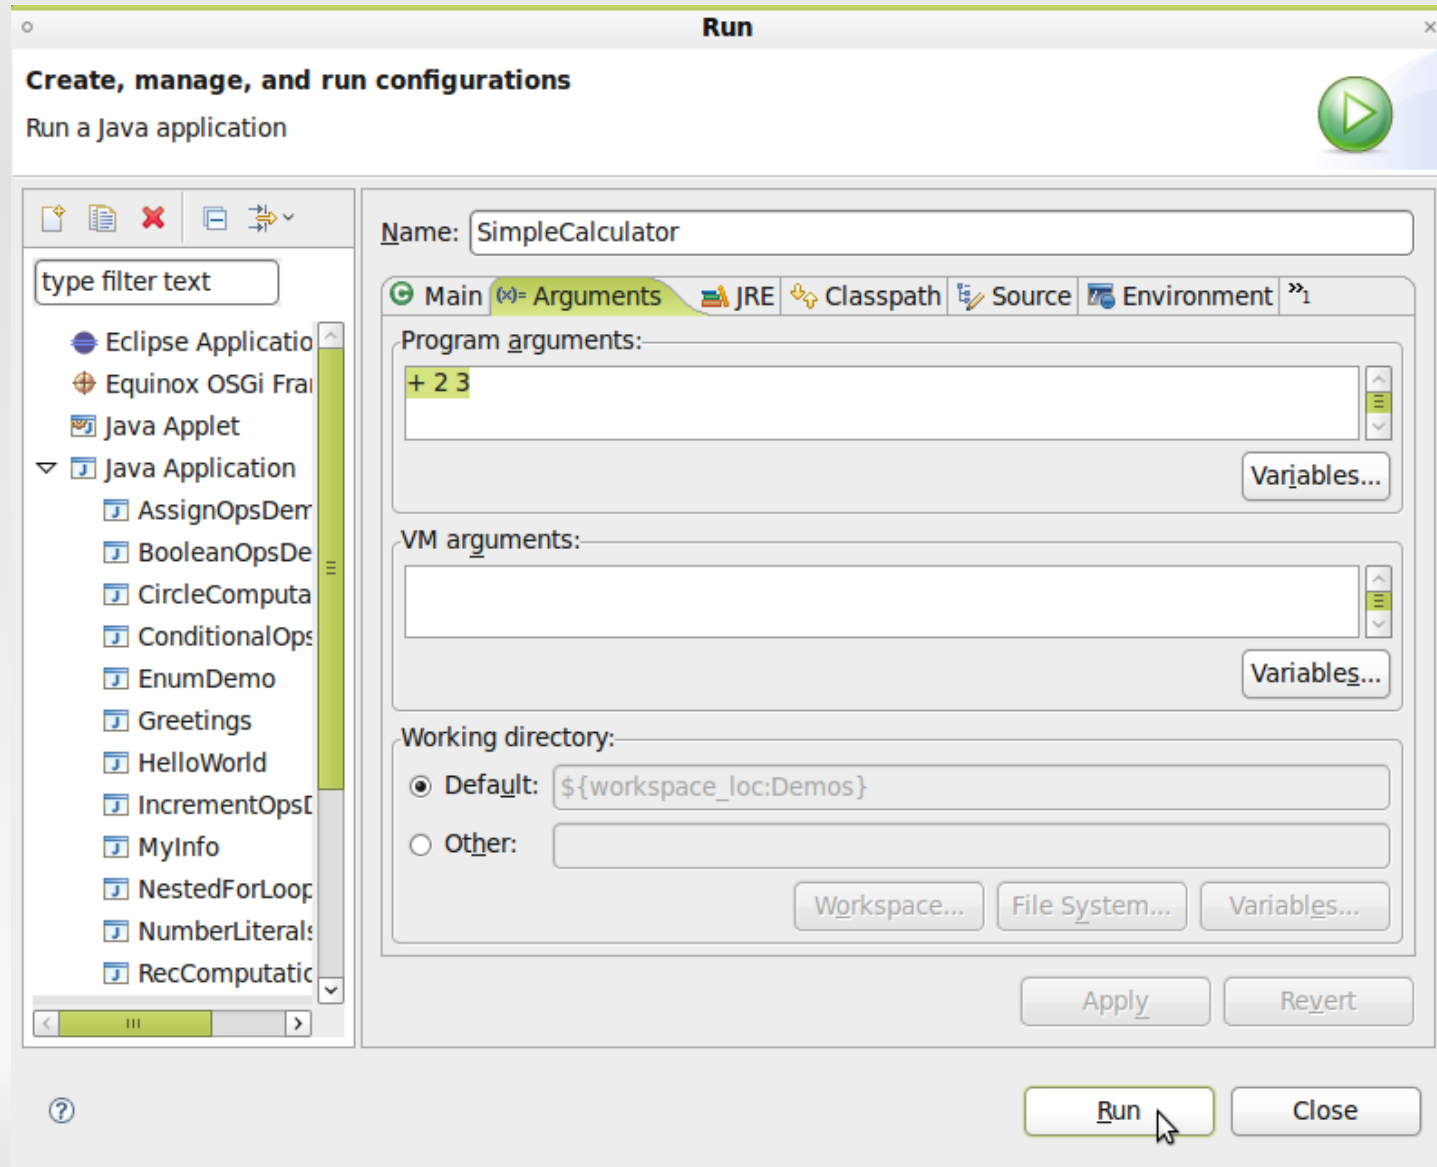 Run
Create, manage, and run configurations
Run a Java application
type filter text
Eclipse Applicatio
Equinox OSGi Fra
Java Applet
Java Application
AssignOpsDem
BooleanOpsDe
CircleComputa
ConditionalOps
EnumDemo
Greetings
HelloWorld
IncrementOpsD
MyInfo
NestedForLoop
NumberLiterals
RecComputatio
Name: SimpleCalculator
Main (x)= Arguments JRE Classpath Source Environment »1
Program arguments:
+ 2 3
Variables...
VM arguments:
Variables...
Working directory:
Default: ${workspace_loc:Demos}
Other:
Workspace... File System... Variables...
Apply Revert
Run Close